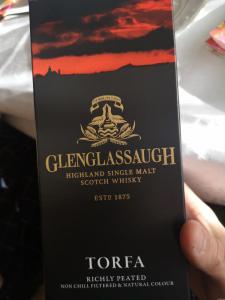 GLENGLASSAUGH
HIGHLAND SINGLE MALT
SCOTCH WHISKY
ESTD 1875
TORFA
RICHLY PEATED
NON CHILL FILTERED & NATURAL COLOUR